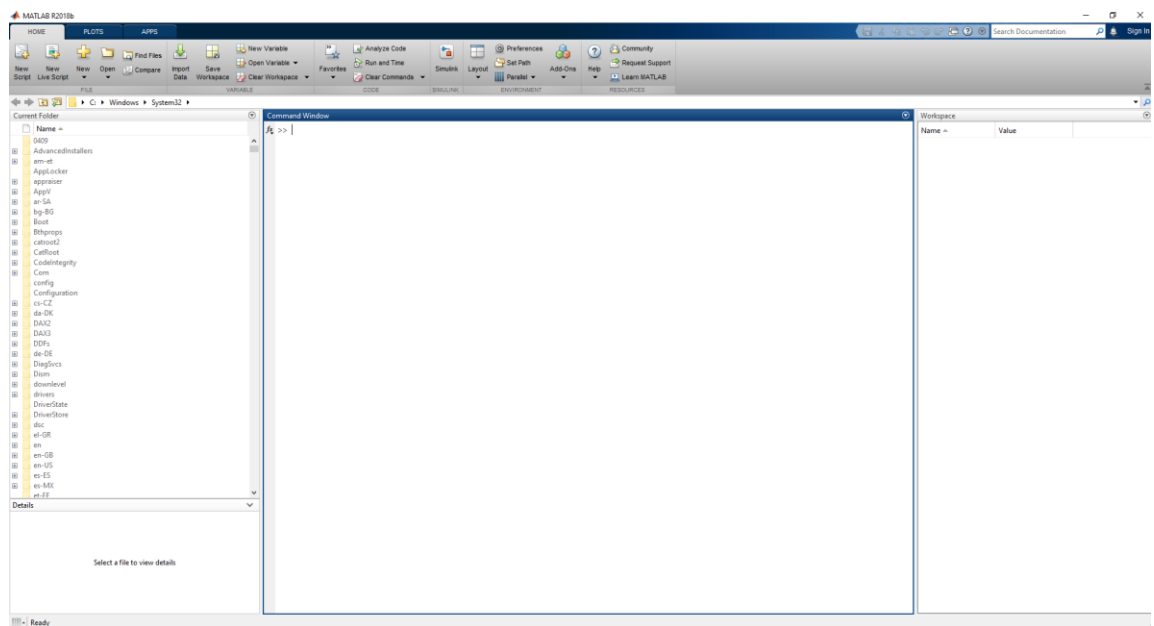 MATLAB R2018b
HOME PLOTS APPS
Search Documentation Sign In
New Script
New Live Script
New
Open
Find Files
Compare
Import Data
Save Workspace
New Variable
Open Variable
Clear Workspace
Favorites
Analyze Code
Run and Time
Clear Commands
Simulink
Layout
Preferences
Set Path
Parallel
Add-Ons
Help
Community
Request Support
Learn MATLAB
FILE VARIABLE CODE SIMULINK ENVIRONMENT RESOURCES
C: Windows System32
Current Folder
Name
0409
AdvancedInstallers
am-et
AppLocker
appraiser
AppV
ar-SA
bg-BG
Boot
Bthprops
catroot2
CatRoot
CodeIntegrity
Com
config
Configuration
cs-CZ
da-DK
DAX2
DAX3
DDFs
de-DE
DiagSvcs
Dism
downlevel
drivers
DriverState
DriverStore
dsc
el-GR
en
en-GB
en-US
es-ES
es-MX
et-EE
Details
Select a file to view details
Command Window
fx >>
Workspace
Name Value
Ready